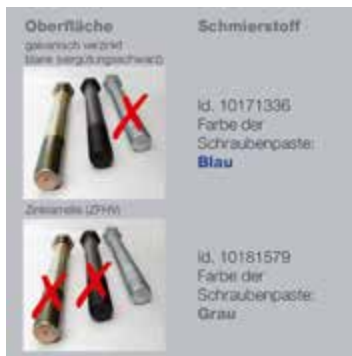 Oberfläche
Schmierstoff
galvanisch verzinkt
blank (vergütungsschwarz)
Id. 10171336
Farbe der
Schraubenpaste:
Blau
Zinklamelle (ZFHV)
Id. 10181579
Farbe der
Schraubenpaste:
Grau